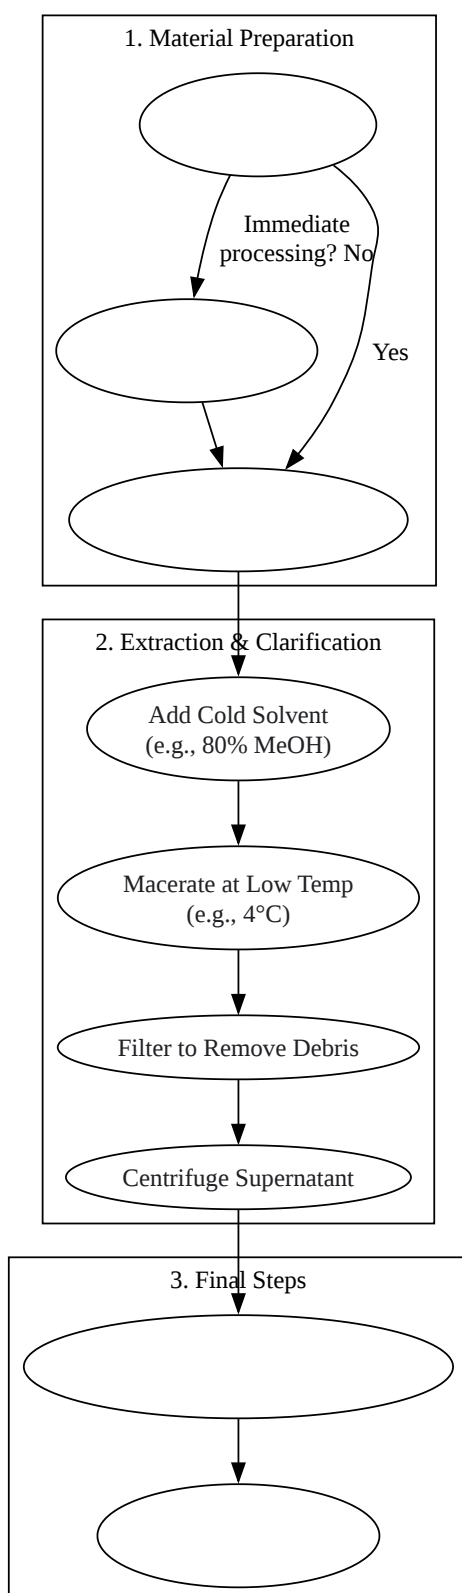 1. Material Preparation
Immediate
processing? No
Yes
2. Extraction & Clarification
Add Cold Solvent
(e.g., 80% MeOH)
Macerate at Low Temp
(e.g., 4°C)
Filter to Remove Debris
Centrifuge Supernatant
3. Final Steps